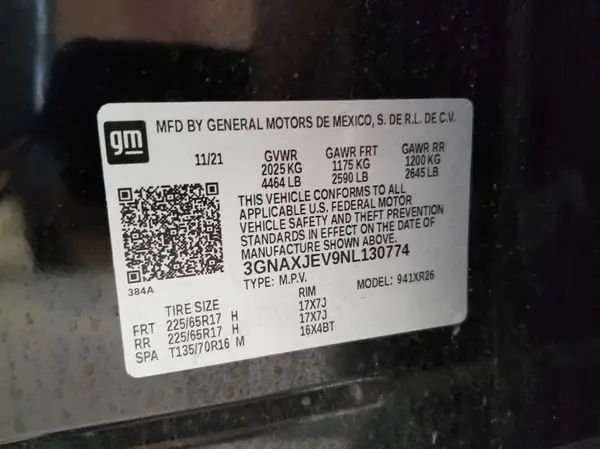 gm MFD BY GENERAL MOTORS DE MEXICO, S. DE R.L. DE C.V.
11/21 GVWR GAWR FRT GAWR RR
2025 KG 1175 KG 1200 KG
4464 LB 2590 LB 2645 LB
THIS VEHICLE CONFORMS TO ALL
APPLICABLE U.S. FEDERAL MOTOR
VEHICLE SAFETY AND THEFT PREVENTION
STANDARDS IN EFFECT ON THE DATE OF
MANUFACTURE SHOWN ABOVE.
3GNAXJEV9NL130774
384A TYPE: M.P.V. MODEL: 941XR26
TIRE SIZE RIM
FRT 225/65R17 H 17X7J
RR 225/65R17 H 17X7J
SPA T135/70R16 M 16X4BT